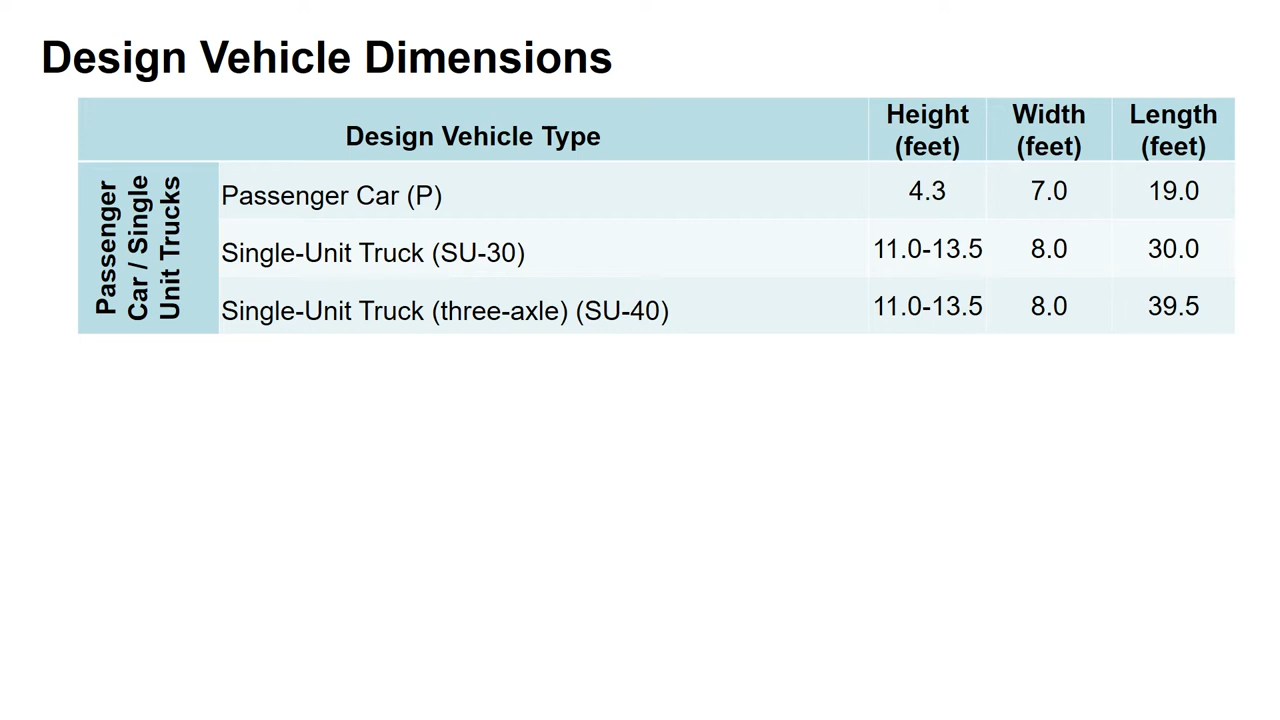 Design Vehicle Dimensions
Design Vehicle Type
Height
(feet)
Width
(feet)
Length
(feet)
Passenger
Car / Single
Unit Trucks
Passenger Car (P) 4.3 7.0 19.0
Single-Unit Truck (SU-30) 11.0-13.5 8.0 30.0
Single-Unit Truck (three-axle) (SU-40) 11.0-13.5 8.0 39.5